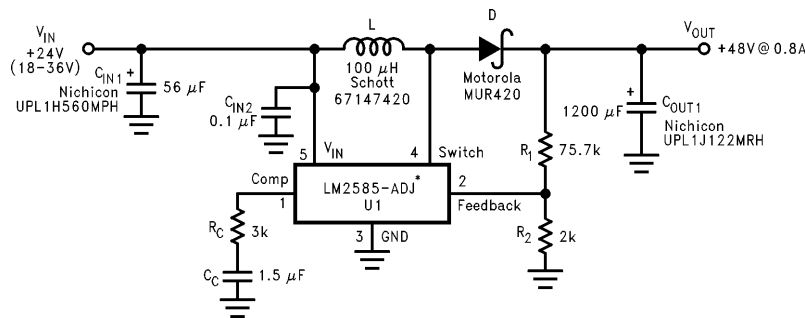 V_IN
+24V
(18-36V)
C_IN1
+
56 μF
Nichicon
UPL1H560MPH
C_IN2
0.1 μF
L
100 μH
Schott
67147420
D
Motorola
MUR420
V_OUT
+48V@0.8A
+
1200 μF
C_OUT1
Nichicon
UPL1J122MRH
R_1
75.7k
5
V_IN
4
Switch
Comp
1
LM2585-ADJ*
U1
2
Feedback
3
GND
R_C
3k
C_C
1.5 μF
R_2
2k